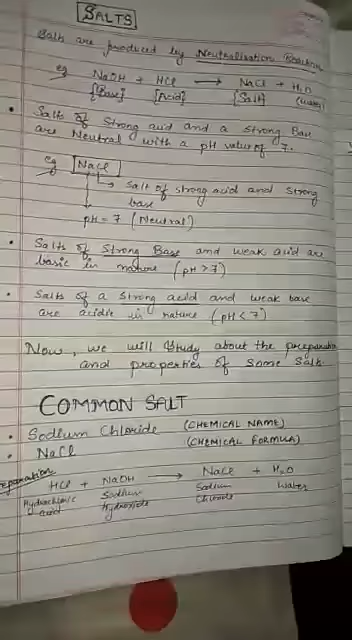 SALTS
Salts are produced by Neutralisation Reaction
eg NaOH + HCl → NaCl + H₂O
[Base] [Acid] [Salt] (water)
• Salts of Strong acid and a strong Base
are Neutral with a pH value of 7.
eg NaCl
→ Salt of strong acid and strong
base
pH = 7 (Neutral)
• Salts of Strong Base and weak acid are
basic in nature (pH > 7)
• Salts of a strong acid and weak base
are acidic in nature (pH < 7)
Now, we will study about the preparation
and properties of some salts.
COMMON SALT
• Sodium Chloride (CHEMICAL NAME)
• NaCl (CHEMICAL FORMULA)
reparation
HCl + NaOH → NaCl + H₂O
Hydrochloric Sodium Sodium Water
acid Hydroxide Chloride